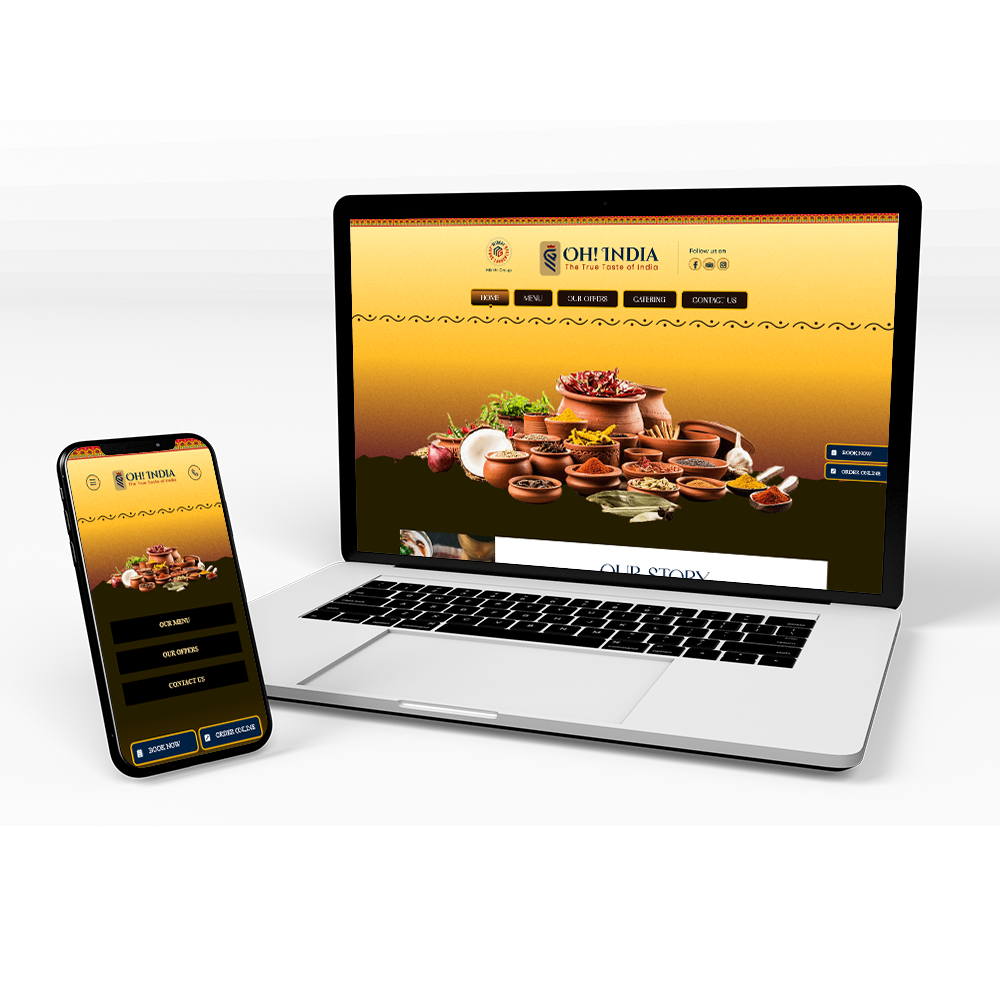 OH! INDIA
The True Taste of India
Follow us on
HOME
MENU
OUR OFFERS
CATERING
CONTACT US
BOOK NOW
ORDER ONLINE
OUR STORY
OH! INDIA
The True Taste of India
OUR MENU
OUR OFFERS
CONTACT US
BOOK NOW
ORDER ONLINE